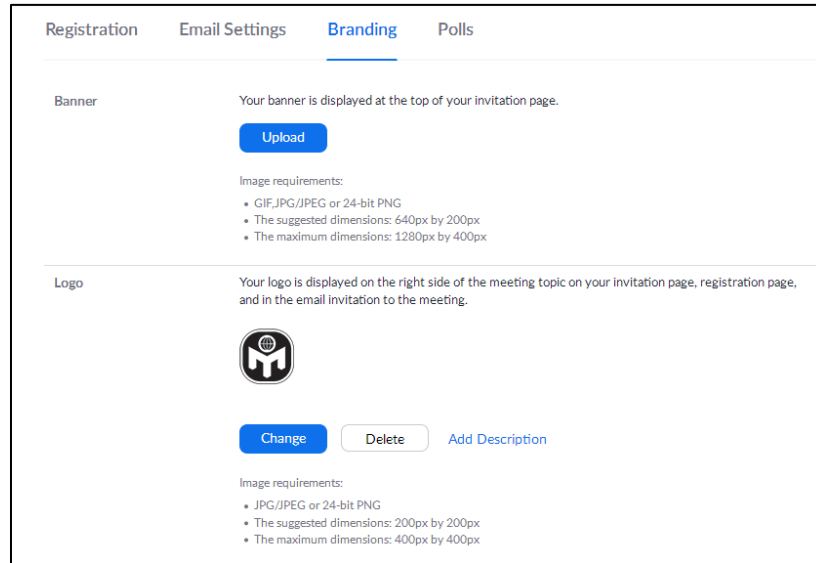 Registration Email Settings Branding Polls
Banner
Your banner is displayed at the top of your invitation page.
Upload
Image requirements:
• GIF,JPG/JPEG or 24-bit PNG
• The suggested dimensions: 640px by 200px
• The maximum dimensions: 1280px by 400px
Logo
Your logo is displayed on the right side of the meeting topic on your invitation page, registration page,
and in the email invitation to the meeting.
Change Delete Add Description
Image requirements:
• JPG/JPEG or 24-bit PNG
• The suggested dimensions: 200px by 200px
• The maximum dimensions: 400px by 400px